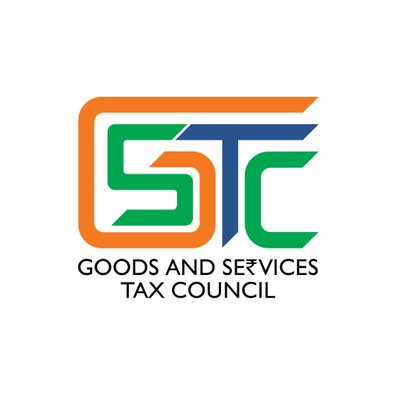 GSTC
GOODS AND SE₹VICES
TAX COUNCIL